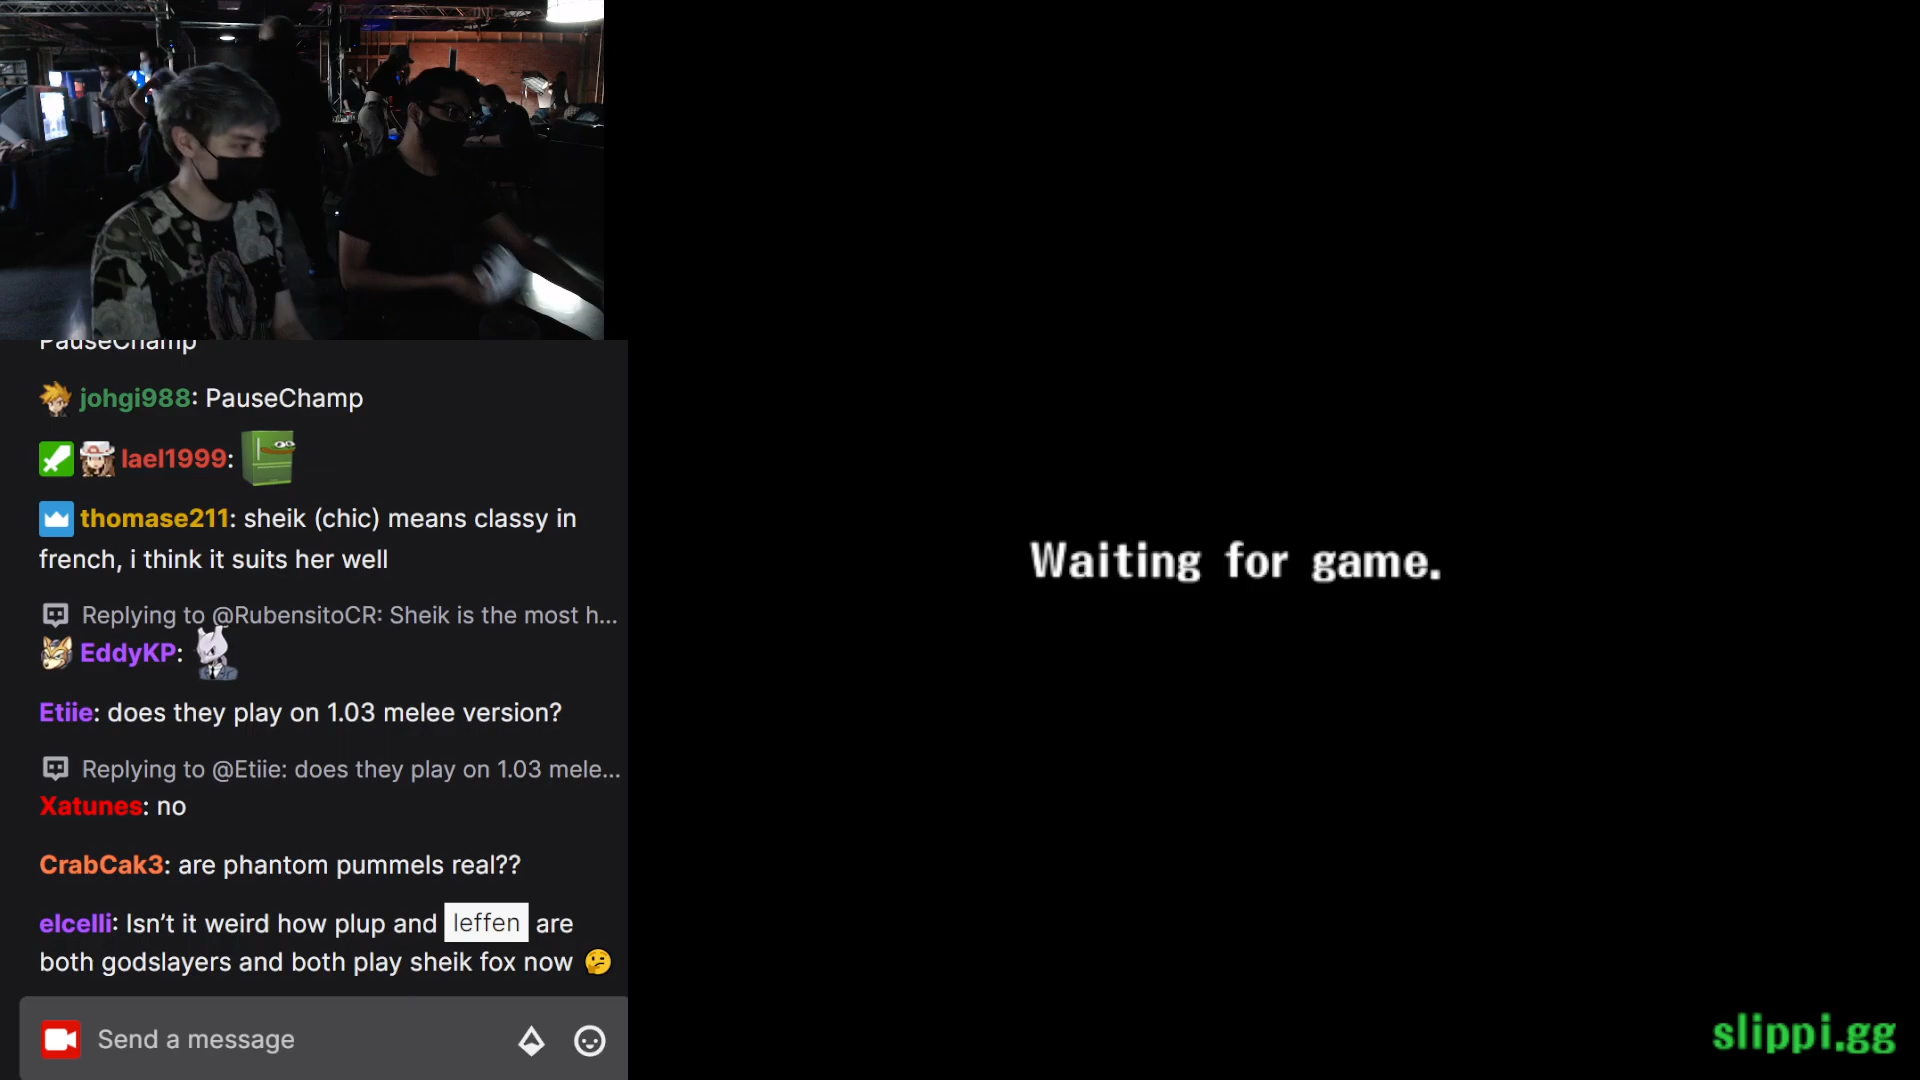 PauseChamp
johgi988: PauseChamp
lael1999:
thomase211: sheik (chic) means classy in
french, i think it suits her well
Replying to @RubensitoCR: Sheik is the most h...
EddyKP:
Etiie: does they play on 1.03 melee version?
Replying to @Etiie: does they play on 1.03 mele...
Xatunes: no
CrabCak3: are phantom pummels real??
elcelli: Isn’t it weird how plup and leffen are
both godslayers and both play sheik fox now 🤔
Send a message
Waiting for game.
slippi.gg